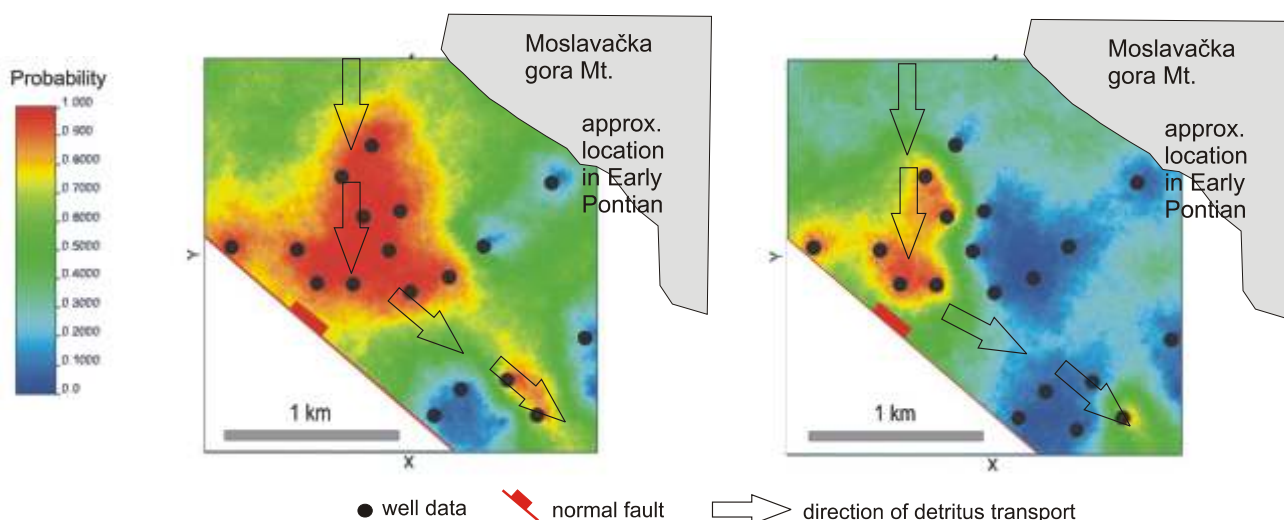 Moslavačka
gora Mt.
approx.
location
in Early
Pontian
Moslavačka
gora Mt.
approx.
location
in Early
Pontian
Probability
1.000
0.900
0.8000
0.7000
0.6000
0.5000
0.4000
0.3000
0.2000
0.1000
0.0
Y
1 km
X
Y
1 km
X
well data
normal fault
direction of detritus transport